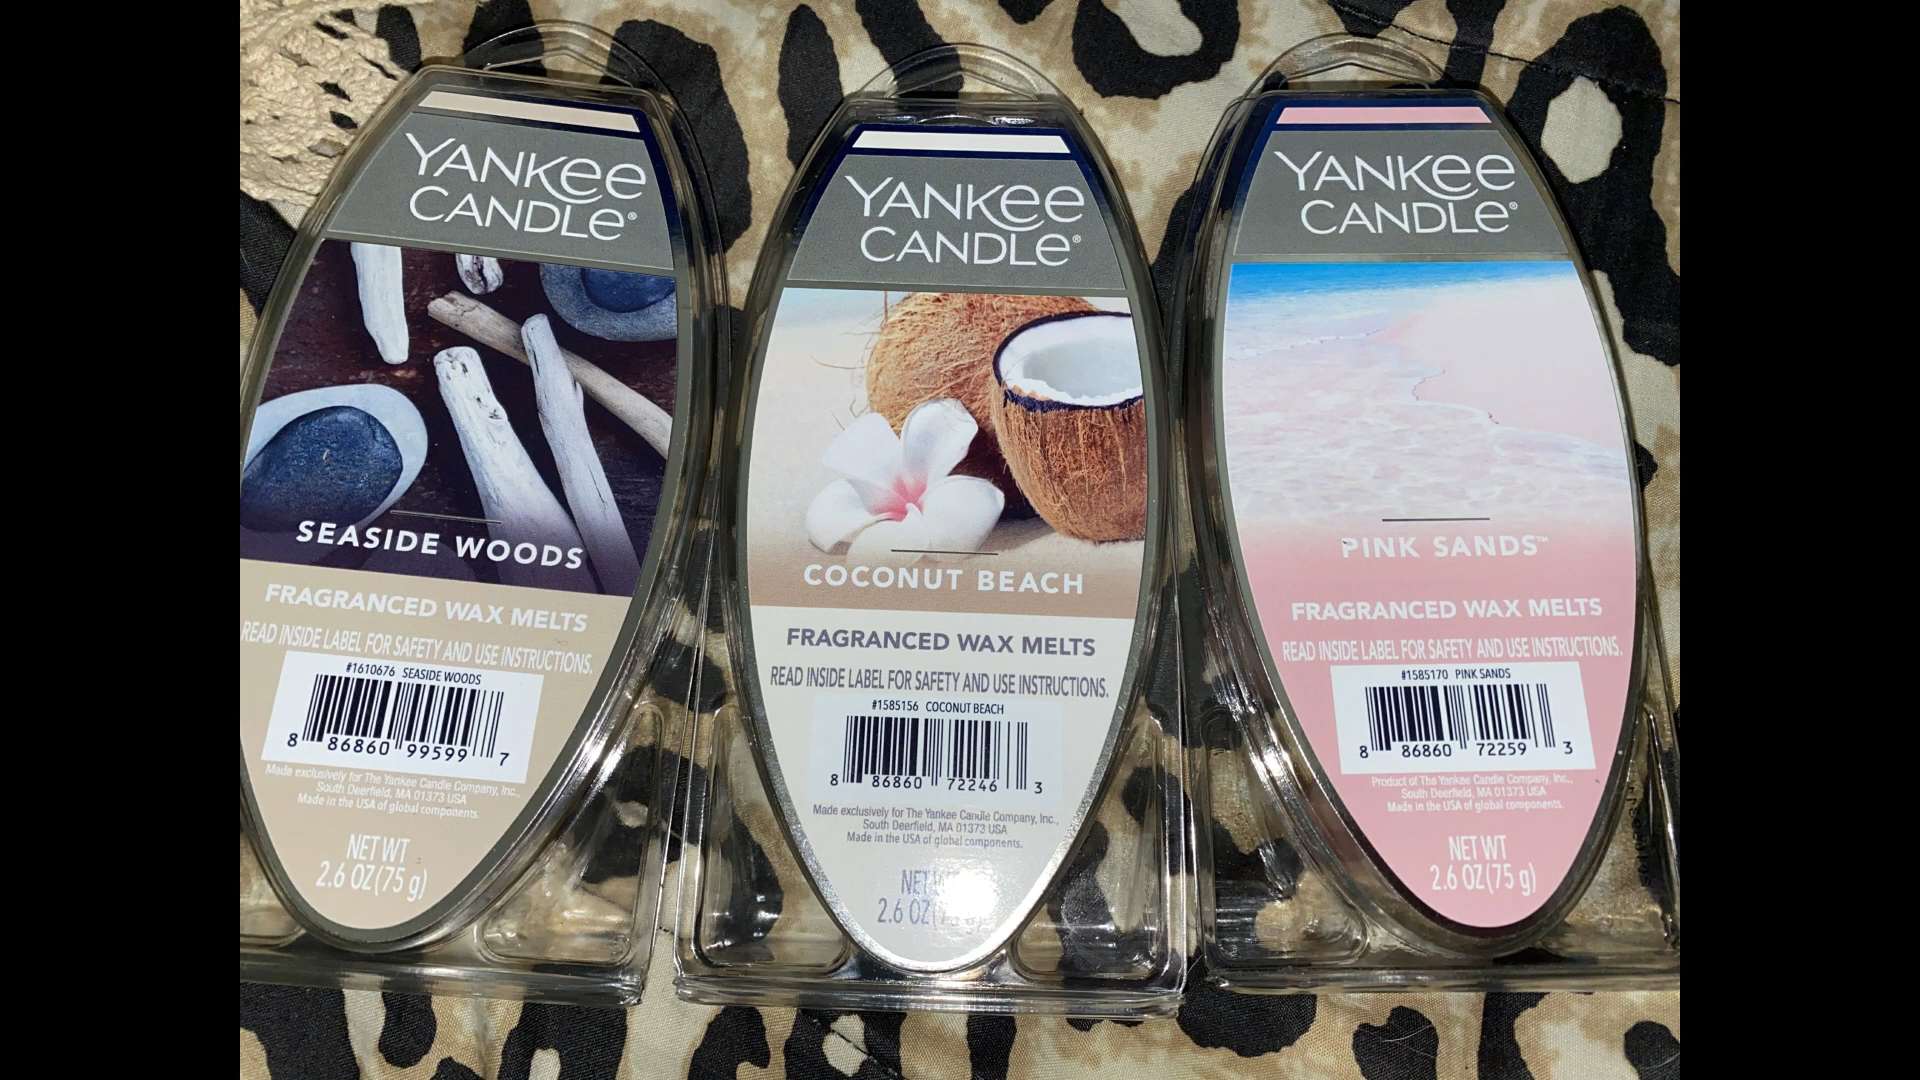 YANKEE
CANDLE®
SEASIDE WOODS
FRAGRANCED WAX MELTS
READ INSIDE LABEL FOR SAFETY AND USE INSTRUCTIONS.
#1610676 SEASIDE WOODS
8 86860 99599 7
Made exclusively for The Yankee Candle Company, Inc.,
South Deerfield, MA 01373 USA
Made in the USA of global components.
NET WT
2.6 OZ (75 g)
YANKEE
CANDLE®
COCONUT BEACH
FRAGRANCED WAX MELTS
READ INSIDE LABEL FOR SAFETY AND USE INSTRUCTIONS.
#1585156 COCONUT BEACH
8 86860 72246 3
Made exclusively for The Yankee Candle Company, Inc.,
South Deerfield, MA 01373 USA
Made in the USA of global components.
NET
2.6 OZ
YANKEE
CANDLE®
PINK SANDS™
FRAGRANCED WAX MELTS
READ INSIDE LABEL FOR SAFETY AND USE INSTRUCTIONS.
#1585170 PINK SANDS
8 86860 72259 3
Product of The Yankee Candle Company, Inc.,
South Deerfield, MA 01373 USA
Made in the USA of global components.
NET WT
2.6 OZ (75 g)